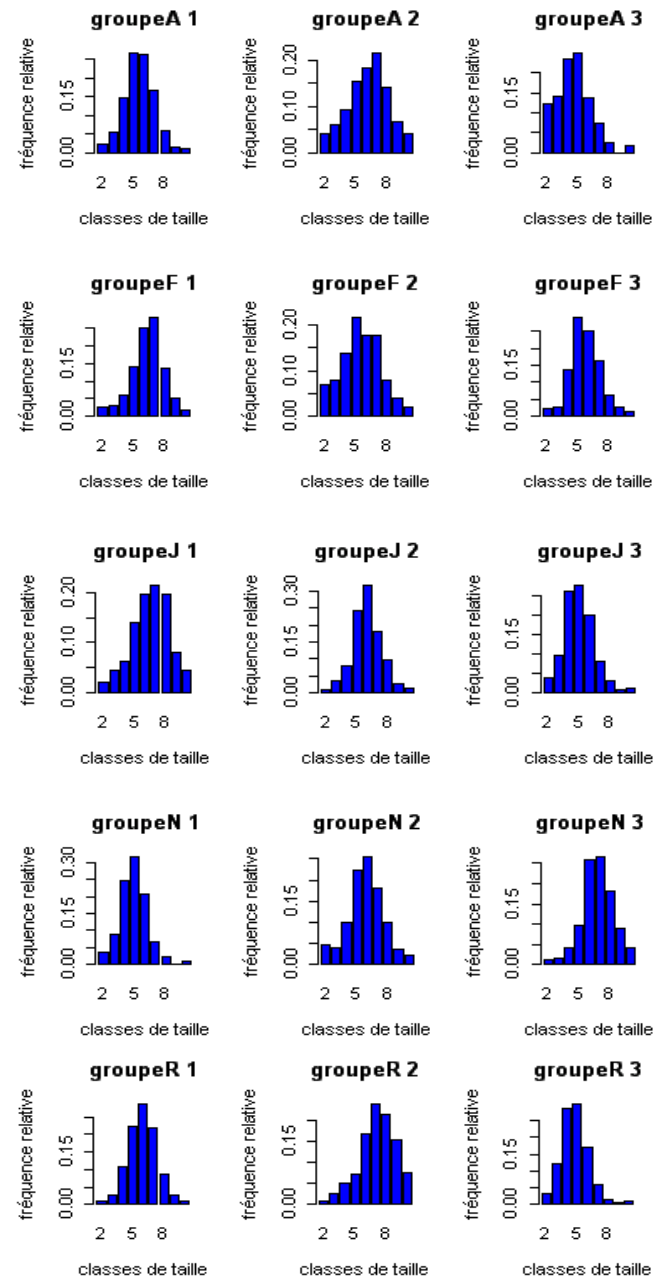 groupeA 1
fréquence relative
0.15
0.00
2 5 8
classes de taille
groupeA 2
fréquence relative
0.20
0.10
0.00
2 5 8
classes de taille
groupeA 3
fréquence relative
0.15
0.00
2 5 8
classes de taille
groupeF 1
fréquence relative
0.15
0.00
2 5 8
classes de taille
groupeF 2
fréquence relative
0.20
0.10
0.00
2 5 8
classes de taille
groupeF 3
fréquence relative
0.15
0.00
2 5 8
classes de taille
groupeJ 1
fréquence relative
0.20
0.10
0.00
2 5 8
classes de taille
groupeJ 2
fréquence relative
0.30
0.15
0.00
2 5 8
classes de taille
groupeJ 3
fréquence relative
0.15
0.00
2 5 8
classes de taille
groupeN 1
fréquence relative
0.30
0.15
0.00
2 5 8
classes de taille
groupeN 2
fréquence relative
0.15
0.00
2 5 8
classes de taille
groupeN 3
fréquence relative
0.15
0.00
2 5 8
classes de taille
groupeR 1
fréquence relative
0.15
0.00
2 5 8
classes de taille
groupeR 2
fréquence relative
0.15
0.00
2 5 8
classes de taille
groupeR 3
fréquence relative
0.15
0.00
2 5 8
classes de taille